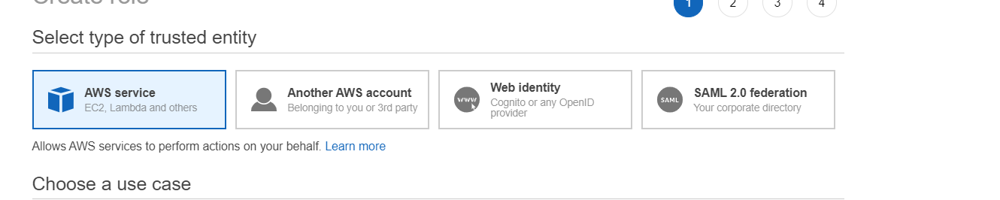 Create role
1 2 3 4
Select type of trusted entity
AWS service
EC2, Lambda and others
Another AWS account
Belonging to you or 3rd party
www
Web identity
Cognito or any OpenID
provider
SAML
SAML 2.0 federation
Your corporate directory
Allows AWS services to perform actions on your behalf. Learn more
Choose a use case